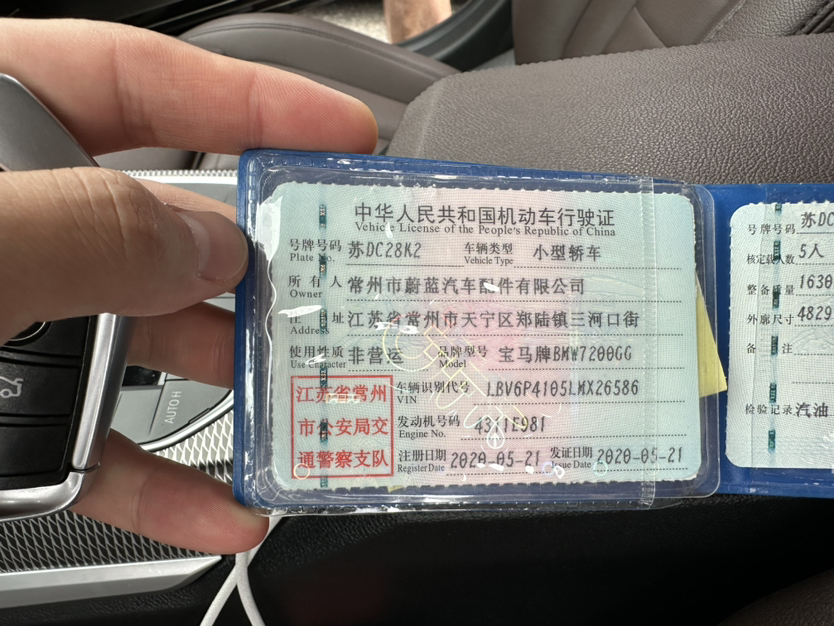 中华人民共和国机动车行驶证
Vehicle License of the People's Republic of China
号牌号码 苏DC28K2 车辆类型 小型轿车
Plate No. Vehicle Type
所有人 常州市蔚蓝汽车配件有限公司
Owner
住址 江苏省常州市天宁区郑陆镇三河口街
Address
使用性质 非营运 品牌型号 宝马牌BMW7200GG
Use Character Model
江苏省常州
市公安局交
通警察支队
车辆识别代号 LBV6P4105LMX26586
VIN
发动机号码 4311E981
Engine No.
注册日期 2020-05-21 发证日期 2020-05-21
Register Date Issue Date
号牌号码 苏DC
核定载人数 5人
整备质量 1630
外廓尺寸 4829
备注
检验记录 汽油
AUTO H